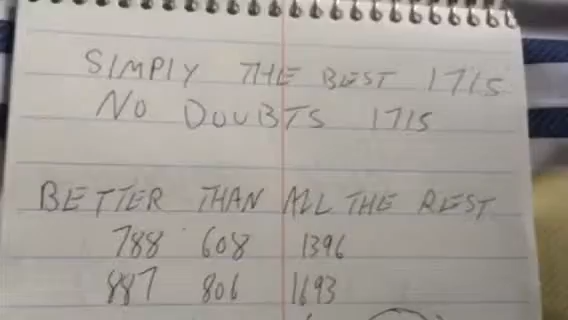 SIMPLY THE BEST 1715
NO DOUBTS 1715
BETTER THAN ALL THE REST
788 608 1396
887 806 1693